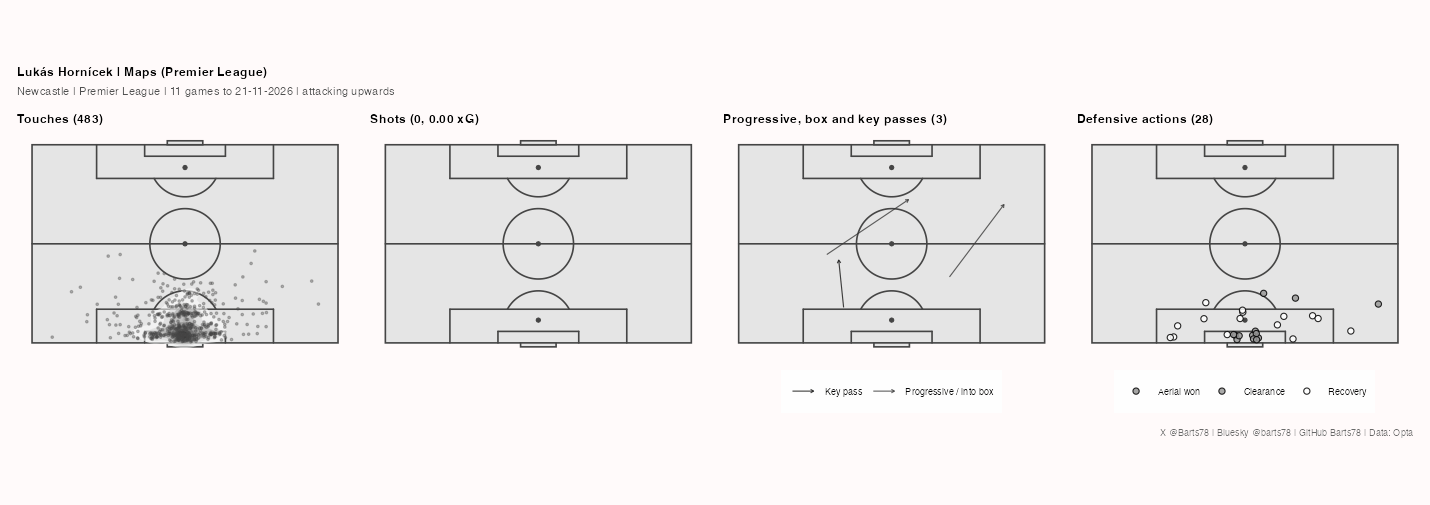 Lukás Hornícek | Maps (Premier League)
Newcastle | Premier League | 11 games to 21-11-2026 | attacking upwards
Touches (483)
Shots (0, 0.00 xG)
Progressive, box and key passes (3)
Defensive actions (28)
Key pass
Progressive / into box
Aerial won
Clearance
Recovery
X @Barts78 | Bluesky @barts78 | GitHub Barts78 | Data: Opta